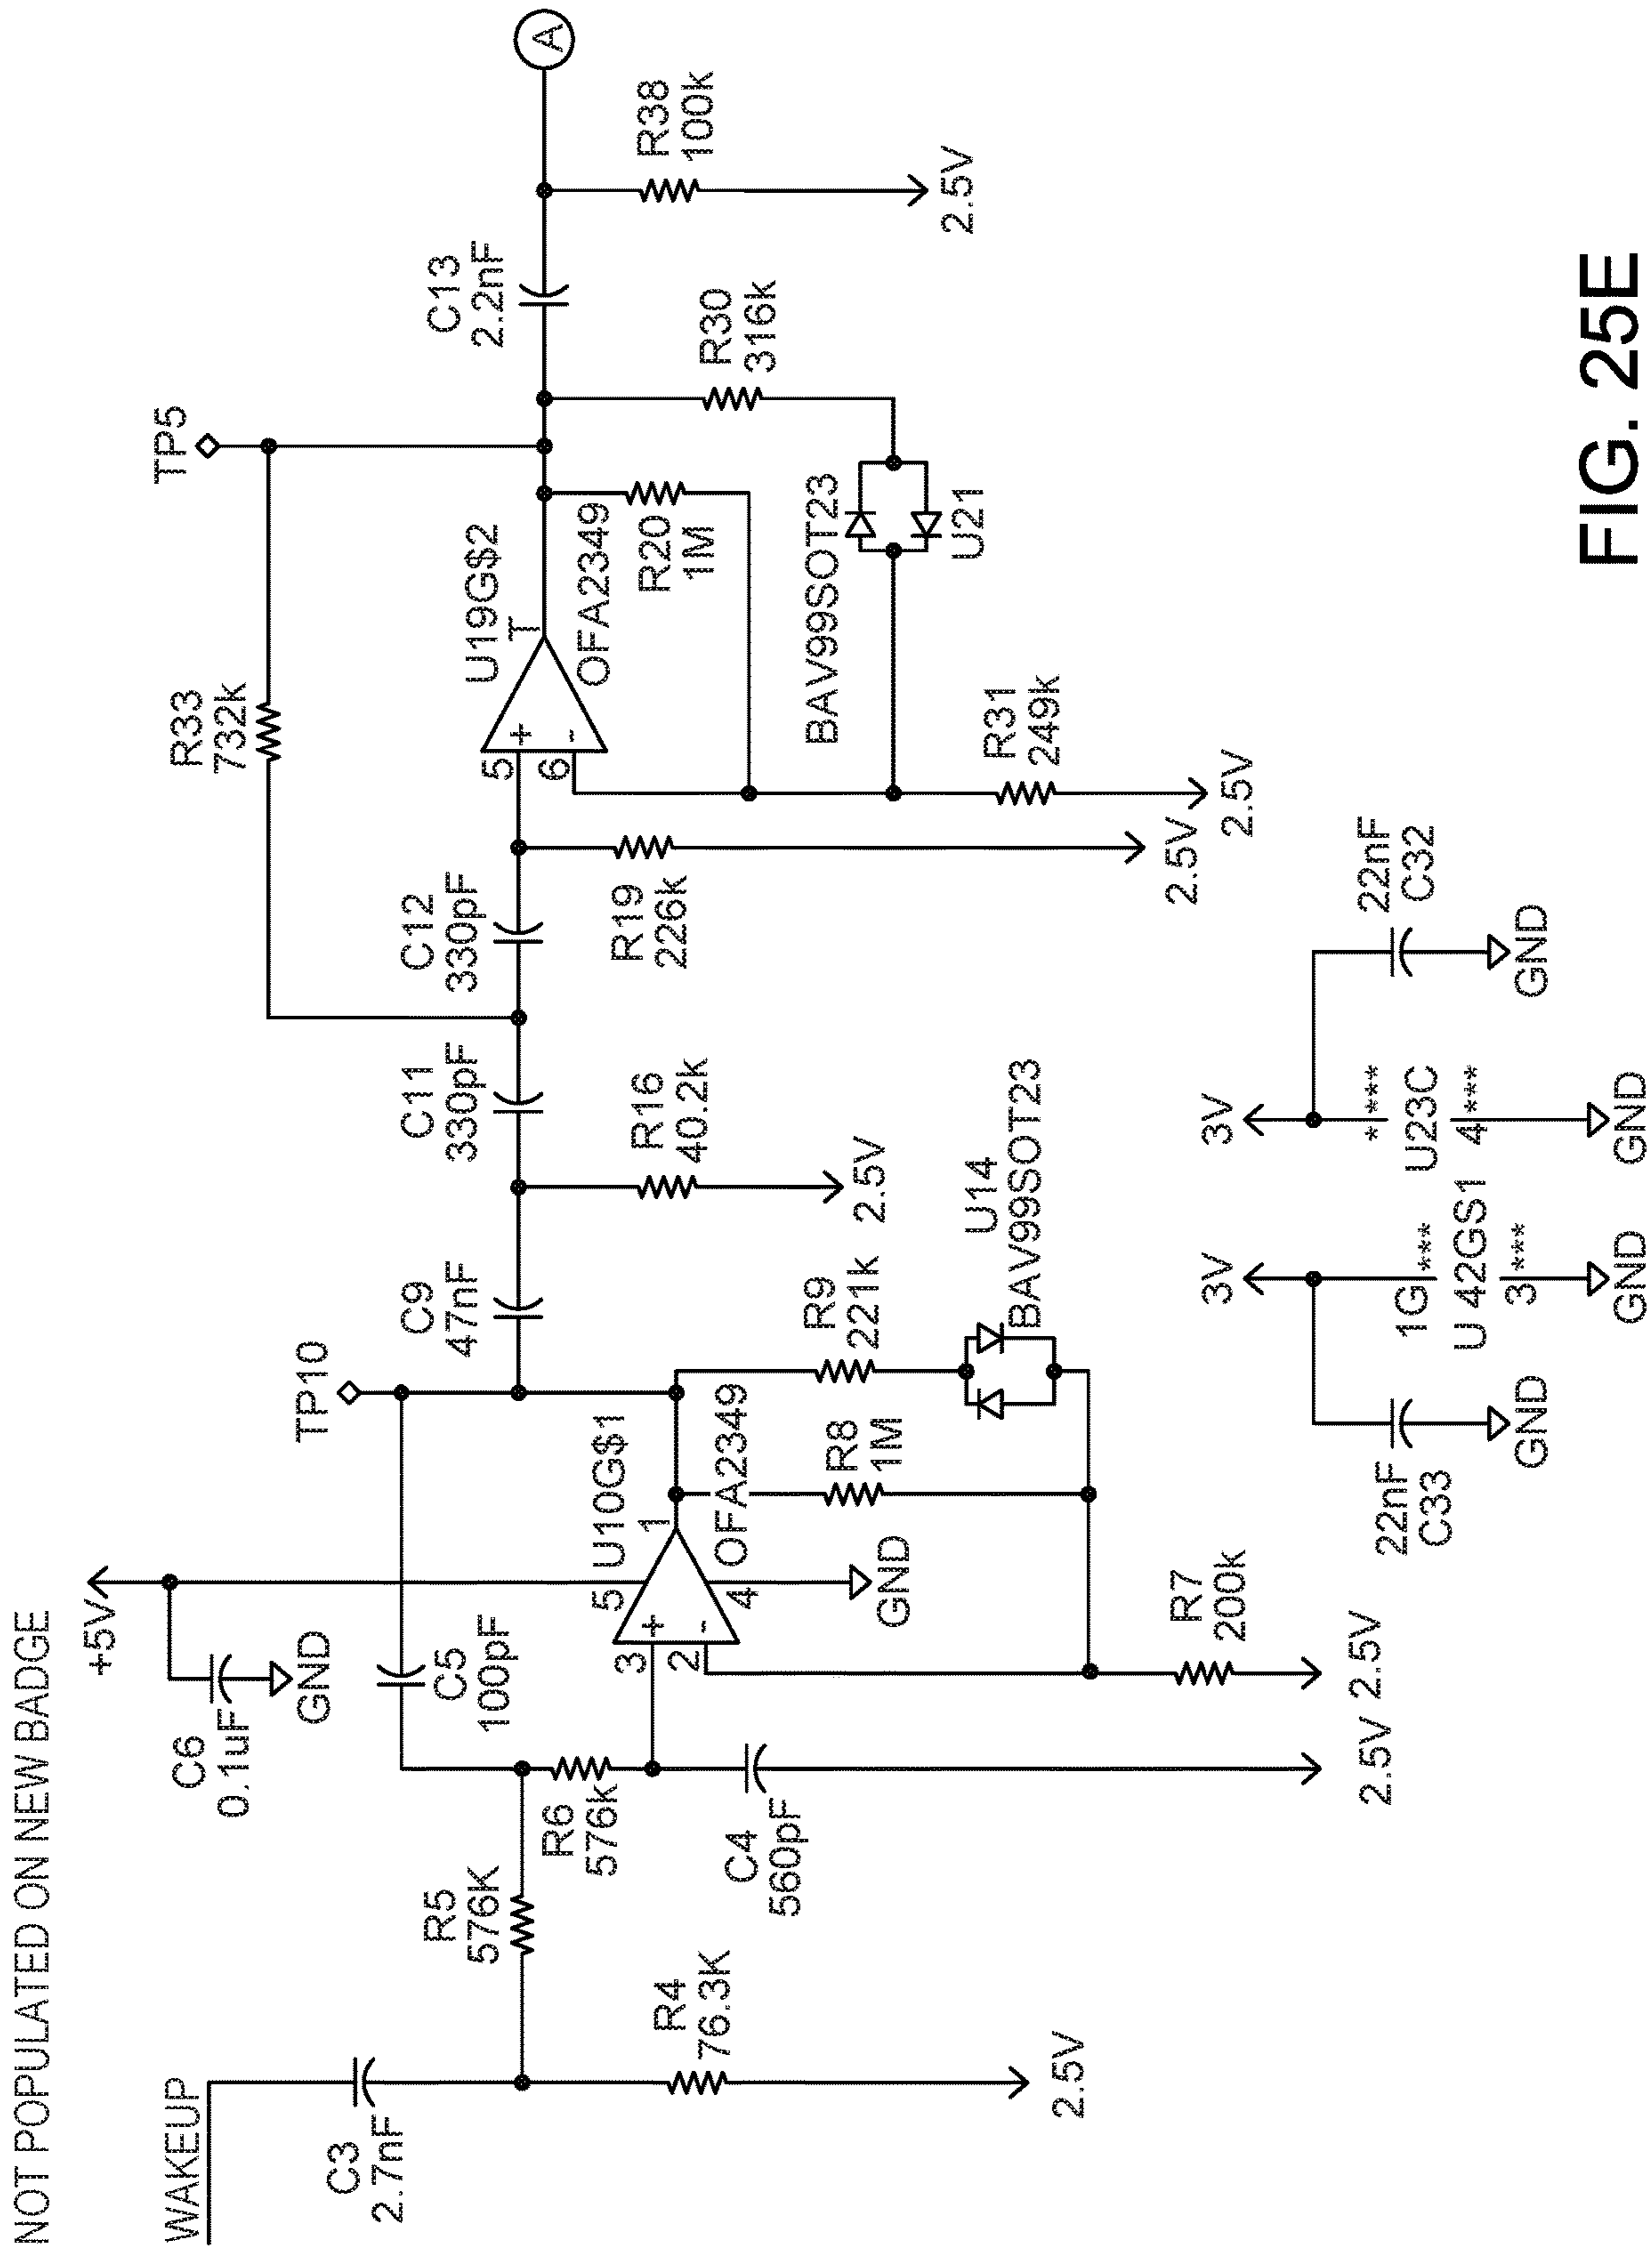 NOT POPULATED ON NEW BADGE
WAKEUP
C3
2.7nF
R4
76.3K
2.5V
R5
576K
R6
576k
C4
560pF
2.5V
C6
0.1uF
GND
+5V
C5
100pF
3
2
5
4
1
+
-
U10G$1
OFA2349
GND
R7
200k
2.5V
R8
1M
R9
221k
U14
BAV99SOT23
TP10
C9
47nF
R16
40.2k
2.5V
C11
330pF
C12
330pF
R19
226k
2.5V
R33
732k
TP5
5
6
+
-
U19G$2
T
OFA2349
R20
1M
BAV99SOT23
U21
R31
249k
2.5V
R30
316k
C13
2.2nF
R38
100k
2.5V
A
22nF
C33
GND
3V
1G***
U 42GS1
3***
GND
3V
****
U23C
4***
GND
22nF
C32
GND
FIG. 25E